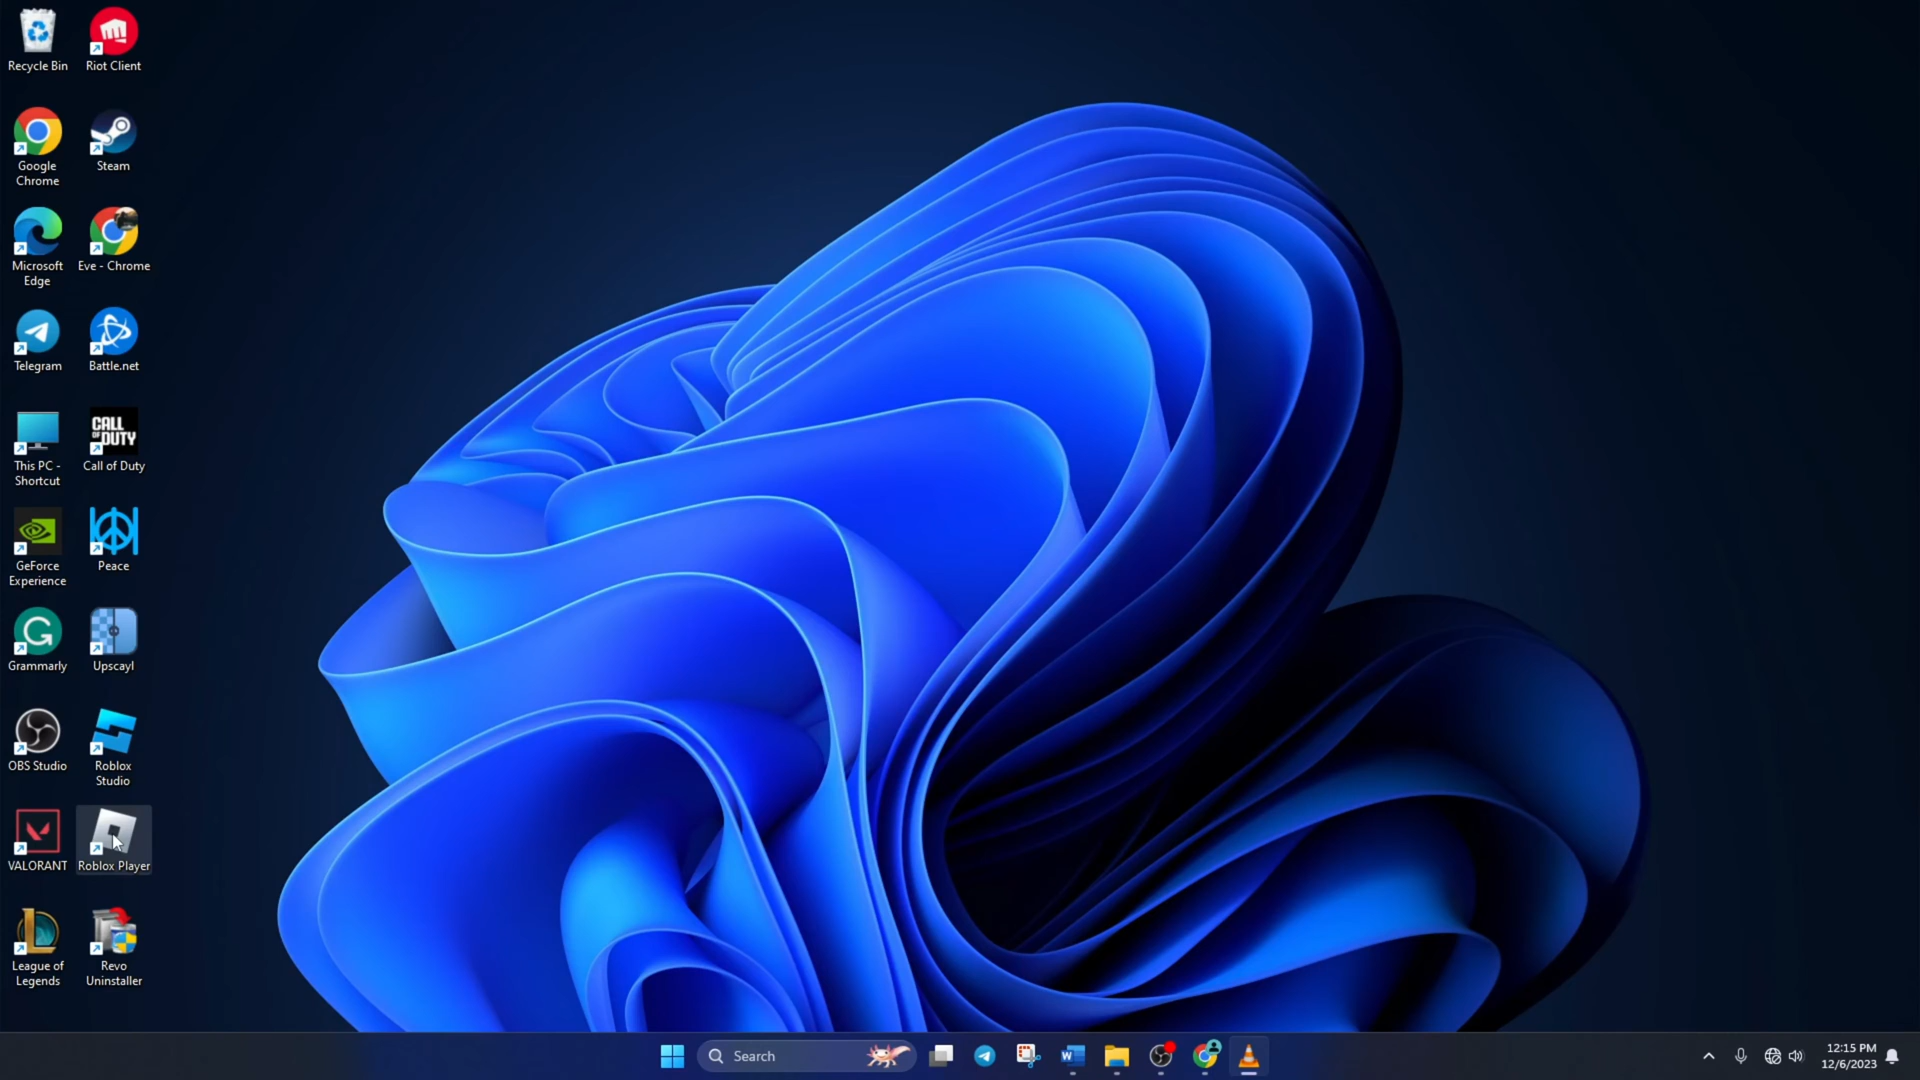 Recycle Bin
Riot Client
Google
Chrome
Steam
Microsoft
Edge
Eve - Chrome
Telegram
Battle.net
This PC -
Shortcut
CALL
OF DUTY
Call of Duty
GeForce
Experience
Peace
Grammarly
Upscayl
OBS Studio
Roblox
Studio
VALORANT
Roblox Player
League of
Legends
Revo
Uninstaller
Search
12:15 PM
12/6/2023